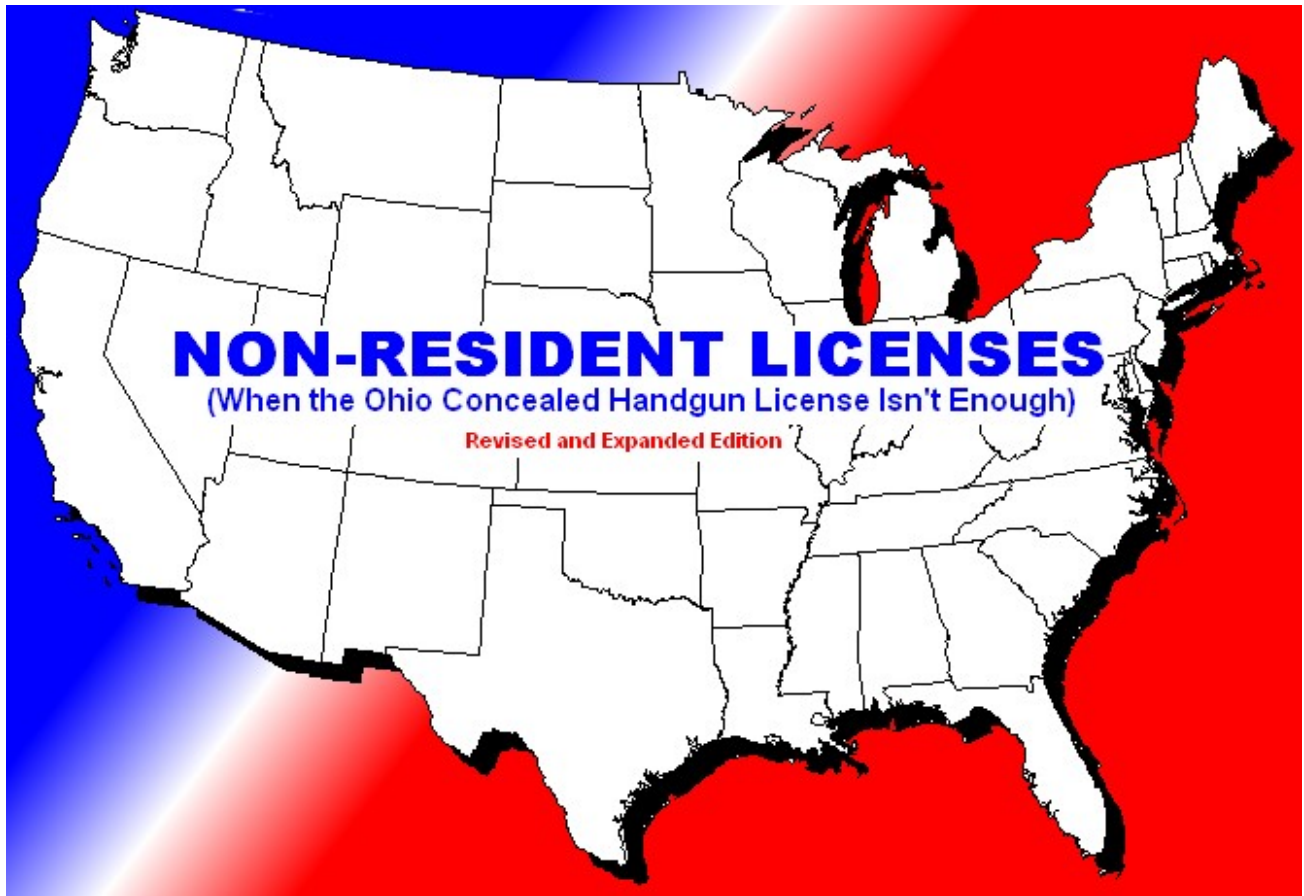 NON-RESIDENT LICENSES
(When the Ohio Concealed Handgun License Isn't Enough)
Revised and Expanded Edition